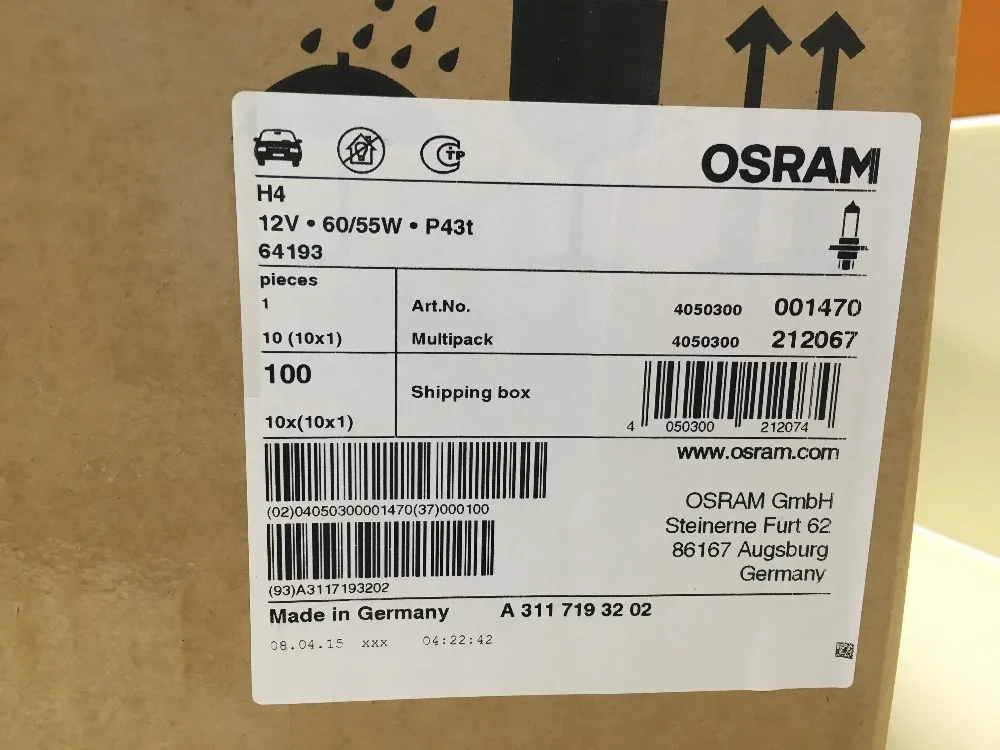 OSRAM
H4
12V • 60/55W • P43t
64193
pieces
1
Art.No. 4050300 001470
10 (10x1) Multipack 4050300 212067
100
Shipping box
10x(10x1)
4 050300 212074
www.osram.com
(02)04050300001470(37)000100
OSRAM GmbH
Steinerne Furt 62
86167 Augsburg
Germany
(93)A3117193202
Made in Germany A 311 719 32 02
08.04.15 xxx 04:22:42